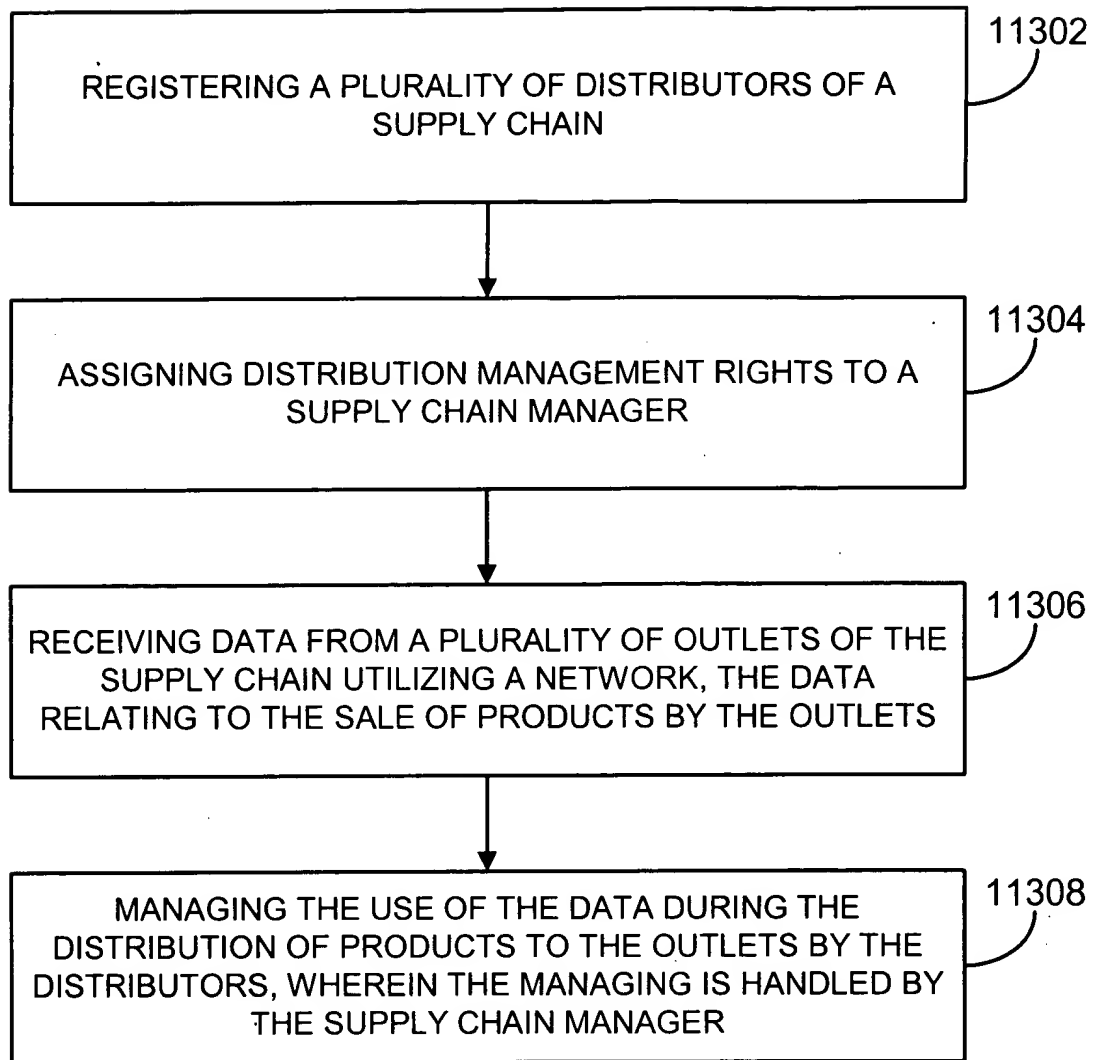 11302
REGISTERING A PLURALITY OF DISTRIBUTORS OF A
SUPPLY CHAIN
11304
ASSIGNING DISTRIBUTION MANAGEMENT RIGHTS TO A
SUPPLY CHAIN MANAGER
11306
RECEIVING DATA FROM A PLURALITY OF OUTLETS OF THE
SUPPLY CHAIN UTILIZING A NETWORK, THE DATA
RELATING TO THE SALE OF PRODUCTS BY THE OUTLETS
11308
MANAGING THE USE OF THE DATA DURING THE
DISTRIBUTION OF PRODUCTS TO THE OUTLETS BY THE
DISTRIBUTORS, WHEREIN THE MANAGING IS HANDLED BY
THE SUPPLY CHAIN MANAGER